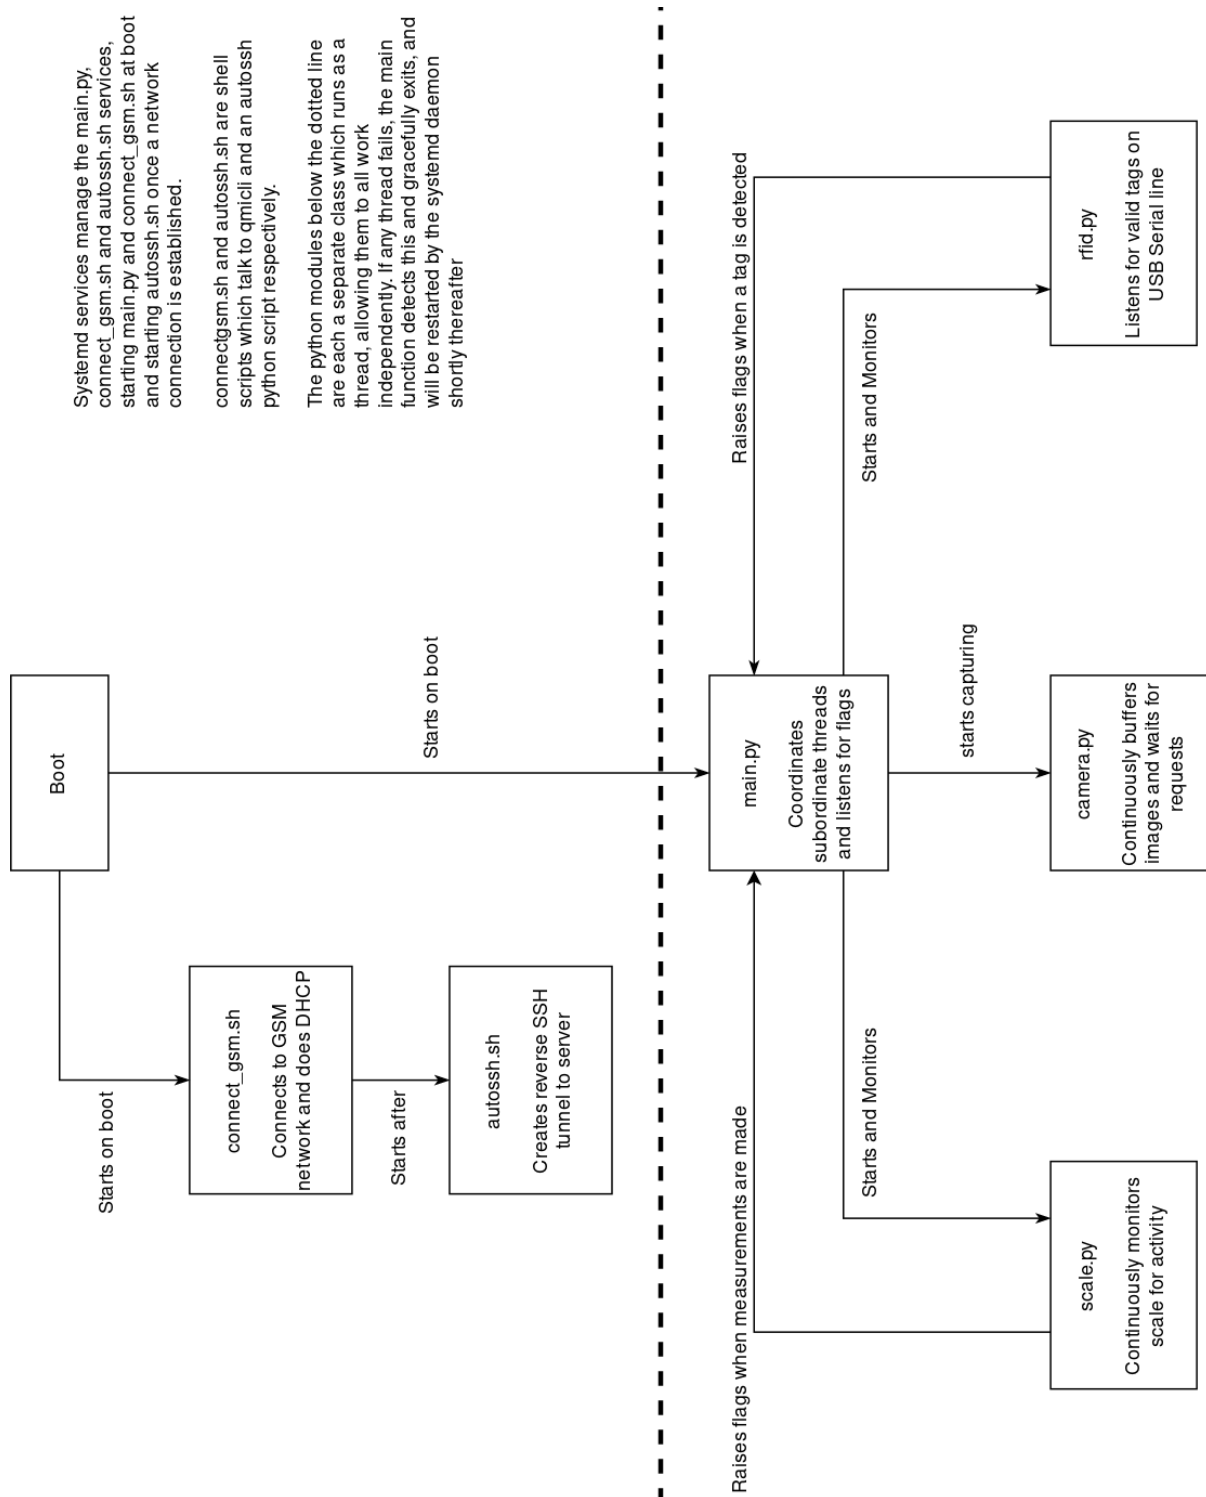 Systemd services manage the main.py,
connect_gsm.sh and autossh.sh services,
starting main.py and connect_gsm.sh at boot
and starting autossh.sh once a network
connection is established.
connectgsm.sh and autossh.sh are shell
scripts which talk to qmicli and an autossh
python script respectively.
The python modules below the dotted line
are each a separate class which runs as a
thread, allowing them to all work
independently. If any thread fails, the main
function detects this and gracefully exits, and
will be restarted by the systemd daemon
shortly thereafter
Boot
Starts on boot
connect_gsm.sh
Connects to GSM
network and does DHCP
Starts after
autossh.sh
Creates reverse SSH
tunnel to server
Starts on boot
Raises flags when measurements are made
main.py
Coordinates
subordinate threads
and listens for flags
Raises flags when a tag is detected
Starts and Monitors
starts capturing
Starts and Monitors
scale.py
Continuously monitors
scale for activity
camera.py
Continuously buffers
images and waits for
requests
rfid.py
Listens for valid tags on
USB Serial line